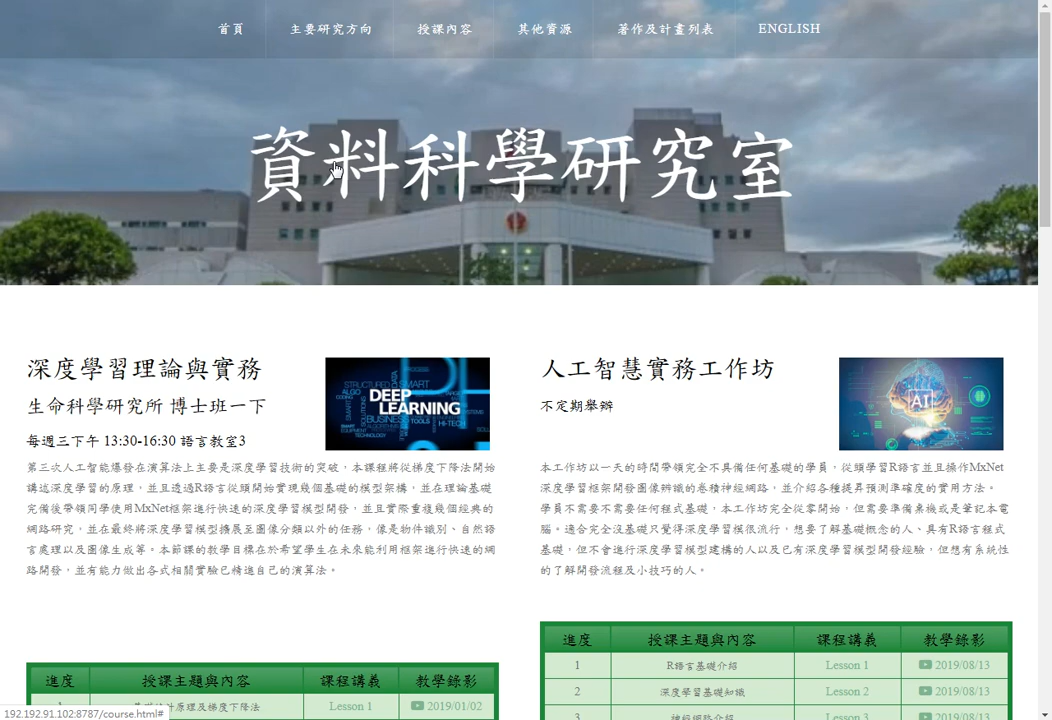 首頁
主要研究方向
授課內容
其他資源
著作及計畫列表
ENGLISH
資料科學研究室
深度學習理論與實務
生命科學研究所 博士班一下
每週三下午 13:30-16:30 語言教室3
DEEP
LEARNING
第三次人工智能爆發在演算法上主要是深度學習技術的突破，本課程將從梯度下降法開始
講述深度學習的原理，並且透過R語言從頭開始實現幾個基礎的模型架構，並在理論基礎
完備後帶領同學使用MxNet框架進行快速的深度學習模型開發，並且實際重複幾個經典的
網路研究，並在最終將深度學習模型擴展至圖像分類以外的任務，像是物件識別、自然語
言處理以及圖像生成等。本節課的教學目標在於希望學生在未來能利用框架進行快速的網
路開發，並有能力做出各式相關實驗已精進自己的演算法。
進度 授課主題與內容 課程講義 教學錄影
基礎統計原理及梯度下降法 Lesson 1 2019/01/02
人工智慧實務工作坊
不定期舉辦
AI
本工作坊以一天的時間帶領完全不具備任何基礎的學員，從頭學習R語言並且操作MxNet
深度學習框架開發圖像辨識的卷積神經網路，並介紹各種提昇預測準確度的實用方法。
學員不需要不需要任何程式基礎，本工作坊完全從零開始，但需要準備桌機或是筆記本電
腦。適合完全沒基礎只覺得深度學習模很流行，想要了解基礎概念的人、具有R語言程式
基礎，但不會進行深度學習模型建構的人以及已有深度學習模型開發經驗，但想有系統性
的了解開發流程及小技巧的人。
進度 授課主題與內容 課程講義 教學錄影
1 R語言基礎介紹 Lesson 1 2019/08/13
2 深度學習基礎知識 Lesson 2 2019/08/13
3 神經網路介紹 Lesson 3 2019/08/13
192.192.91.102:8787/course.html#